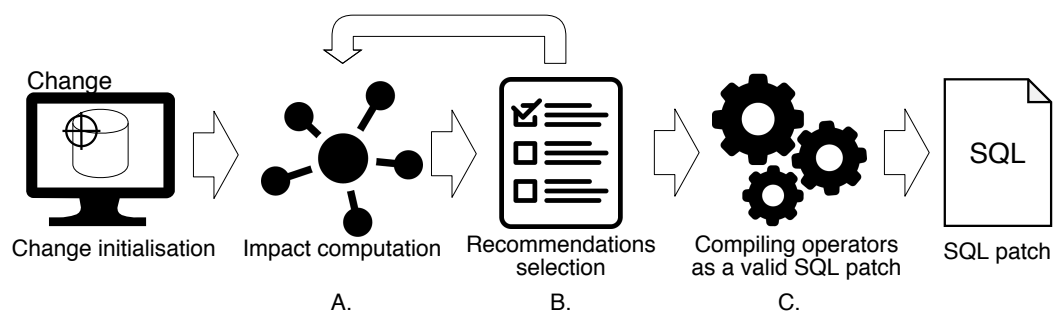 Change
SQL
Change initialisation
Impact computation
Recommendations
selection
Compiling operators
as a valid SQL patch
SQL patch
A.
B.
C.